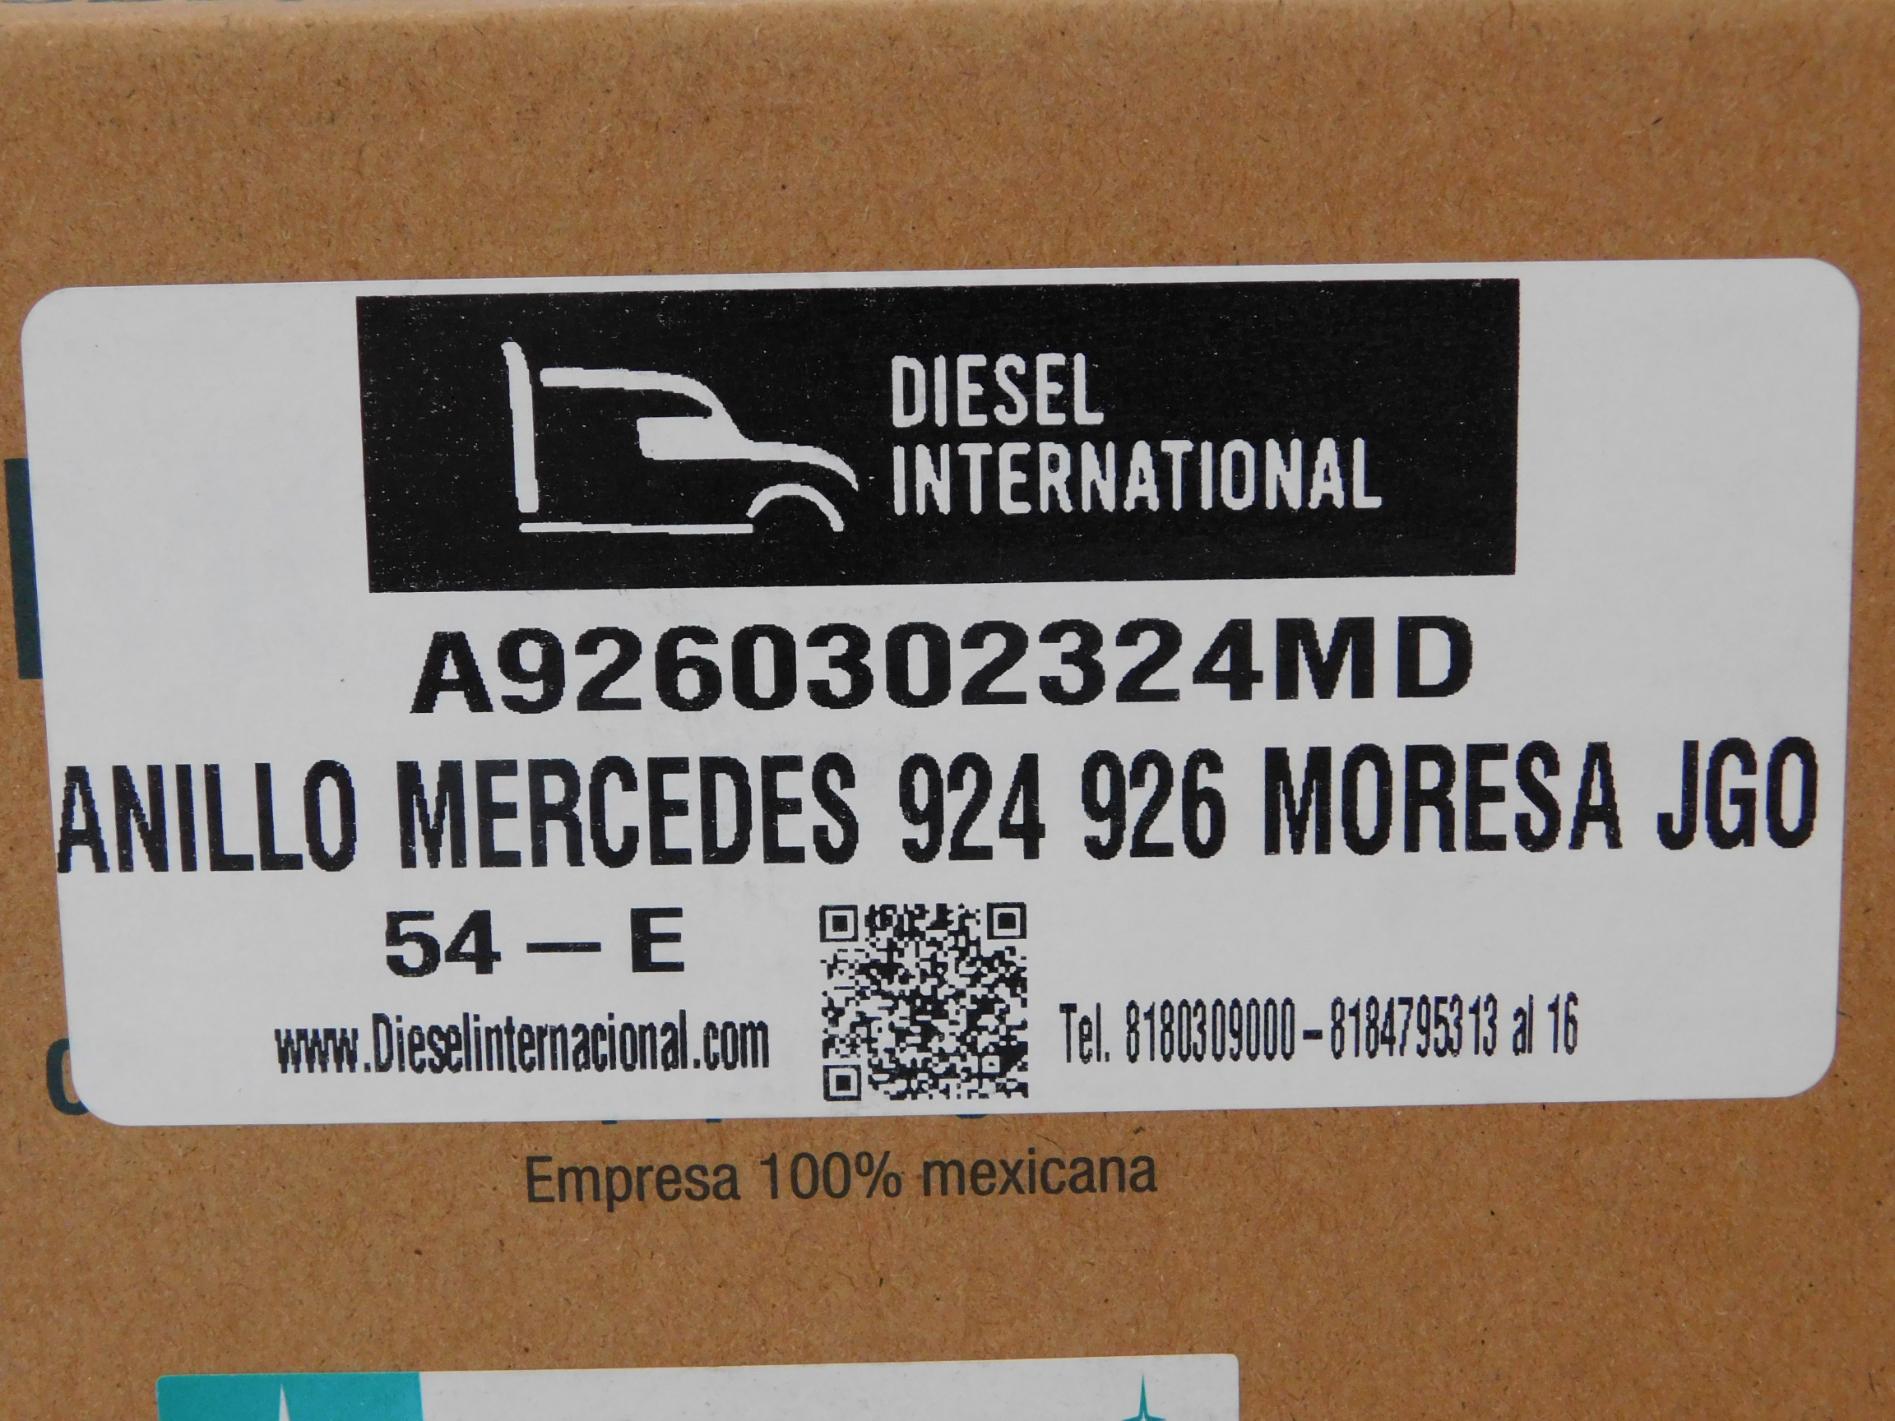 DIESEL
INTERNATIONAL
A9260302324MD
ANILLO MERCEDES 924 926 MORESA JGO
54 - E
www.Dieselinternacional.com
Tel. 8180309000-8184795313 al 16
Empresa 100% mexicana